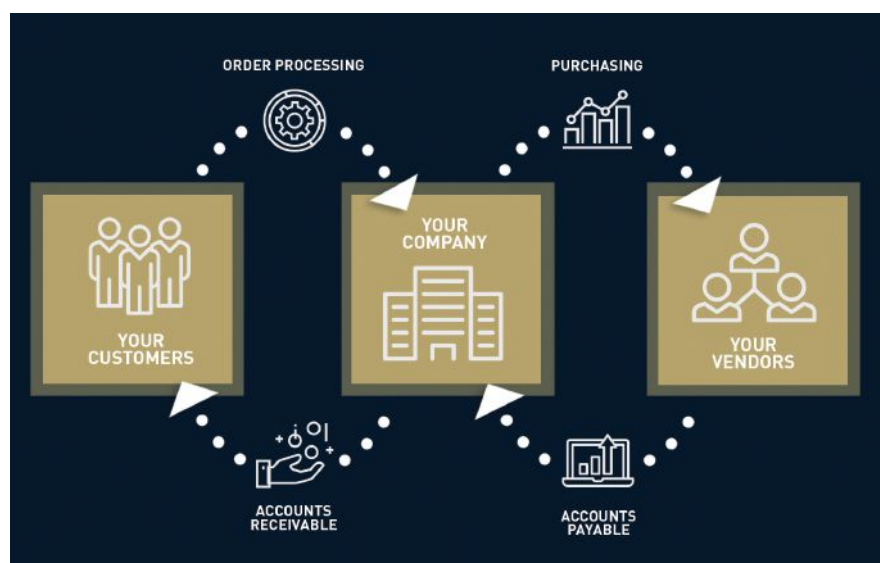 ORDER PROCESSING
PURCHASING
YOUR
COMPANY
YOUR
CUSTOMERS
YOUR
VENDORS
ACCOUNTS
RECEIVABLE
ACCOUNTS
PAYABLE